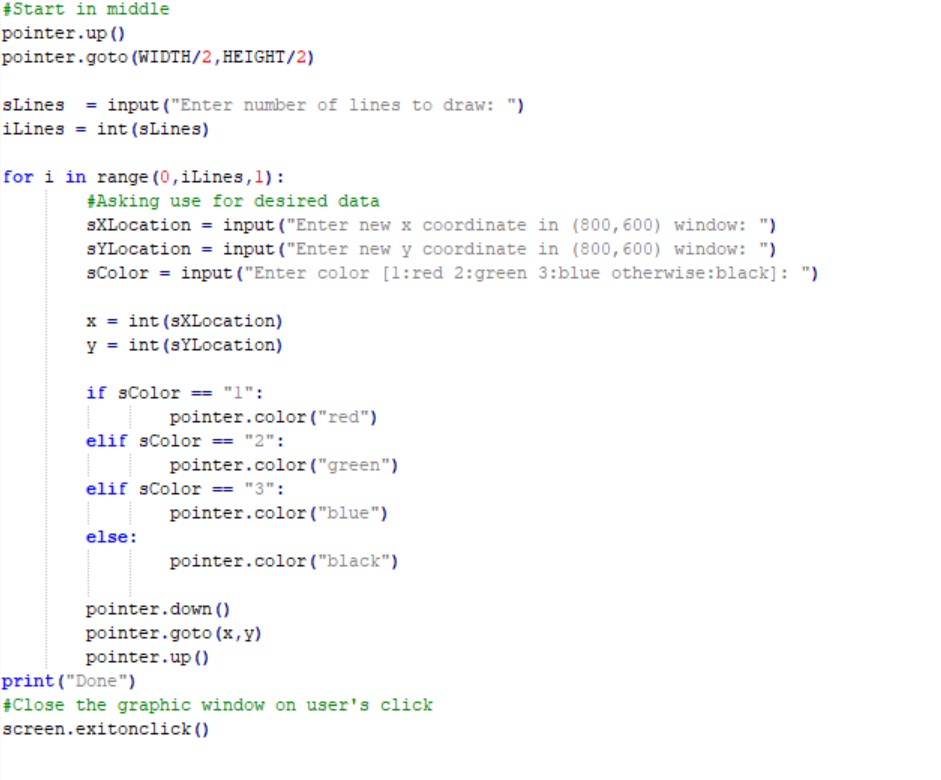 #Start in middle
pointer.up()
pointer.goto(WIDTH/2,HEIGHT/2)

sLines  = input("Enter number of lines to draw: ")
iLines = int(sLines)

for i in range(0,iLines,1):
        #Asking use for desired data
        sXLocation = input("Enter new x coordinate in (800,600) window: ")
        sYLocation = input("Enter new y coordinate in (800,600) window: ")
        sColor = input("Enter color [1:red 2:green 3:blue otherwise:black]: ")

        x = int(sXLocation)
        y = int(sYLocation)

        if sColor == "1":
                pointer.color("red")
        elif sColor == "2":
                pointer.color("green")
        elif sColor == "3":
                pointer.color("blue")
        else:
                pointer.color("black")

        pointer.down()
        pointer.goto(x,y)
        pointer.up()
print("Done")
#Close the graphic window on user's click
screen.exitonclick()